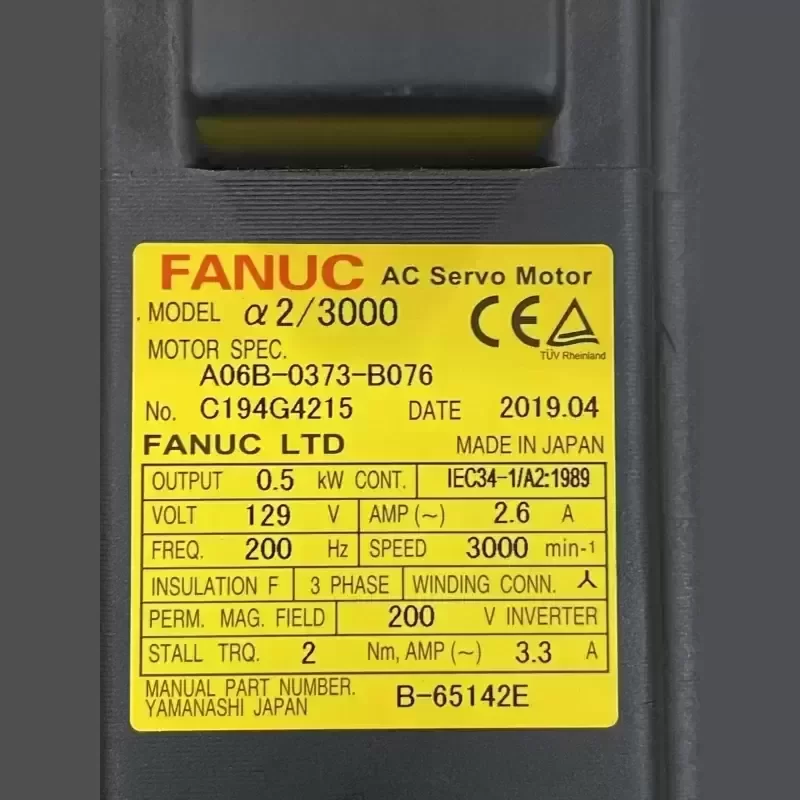 FANUC AC Servo Motor
MODEL α2/3000
CE
TÜV Rheinland
MOTOR SPEC.
A06B-0373-B076
No. C194G4215 DATE 2019.04
FANUC LTD MADE IN JAPAN
OUTPUT 0.5 kW CONT. IEC34-1/A2:1989
VOLT 129 V AMP (~) 2.6 A
FREQ. 200 Hz SPEED 3000 min-1
INSULATION F 3 PHASE WINDING CONN. 人
PERM. MAG. FIELD 200 V INVERTER
STALL TRQ. 2 Nm, AMP (~) 3.3 A
MANUAL PART NUMBER. B-65142E
YAMANASHI JAPAN